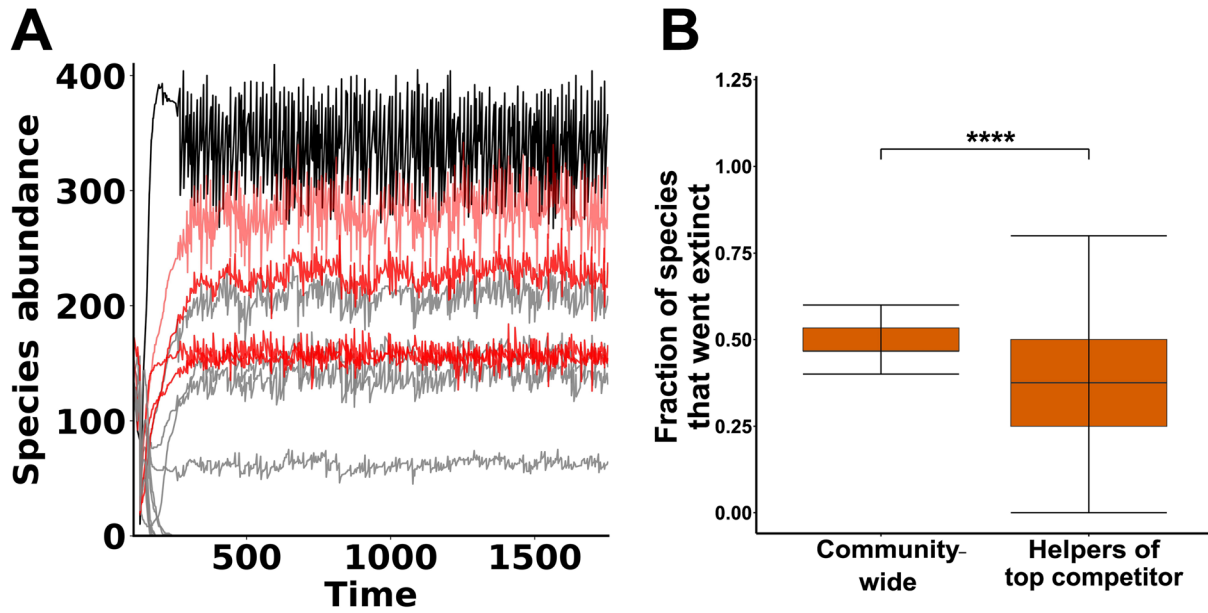 A
Species abundance
400
300
200
100
0
500
1000
1500
Time
B
Fraction of species
that went extinct
1.25
1.00
0.75
0.50
0.25
0.00
****
Community-
wide
Helpers of
top competitor